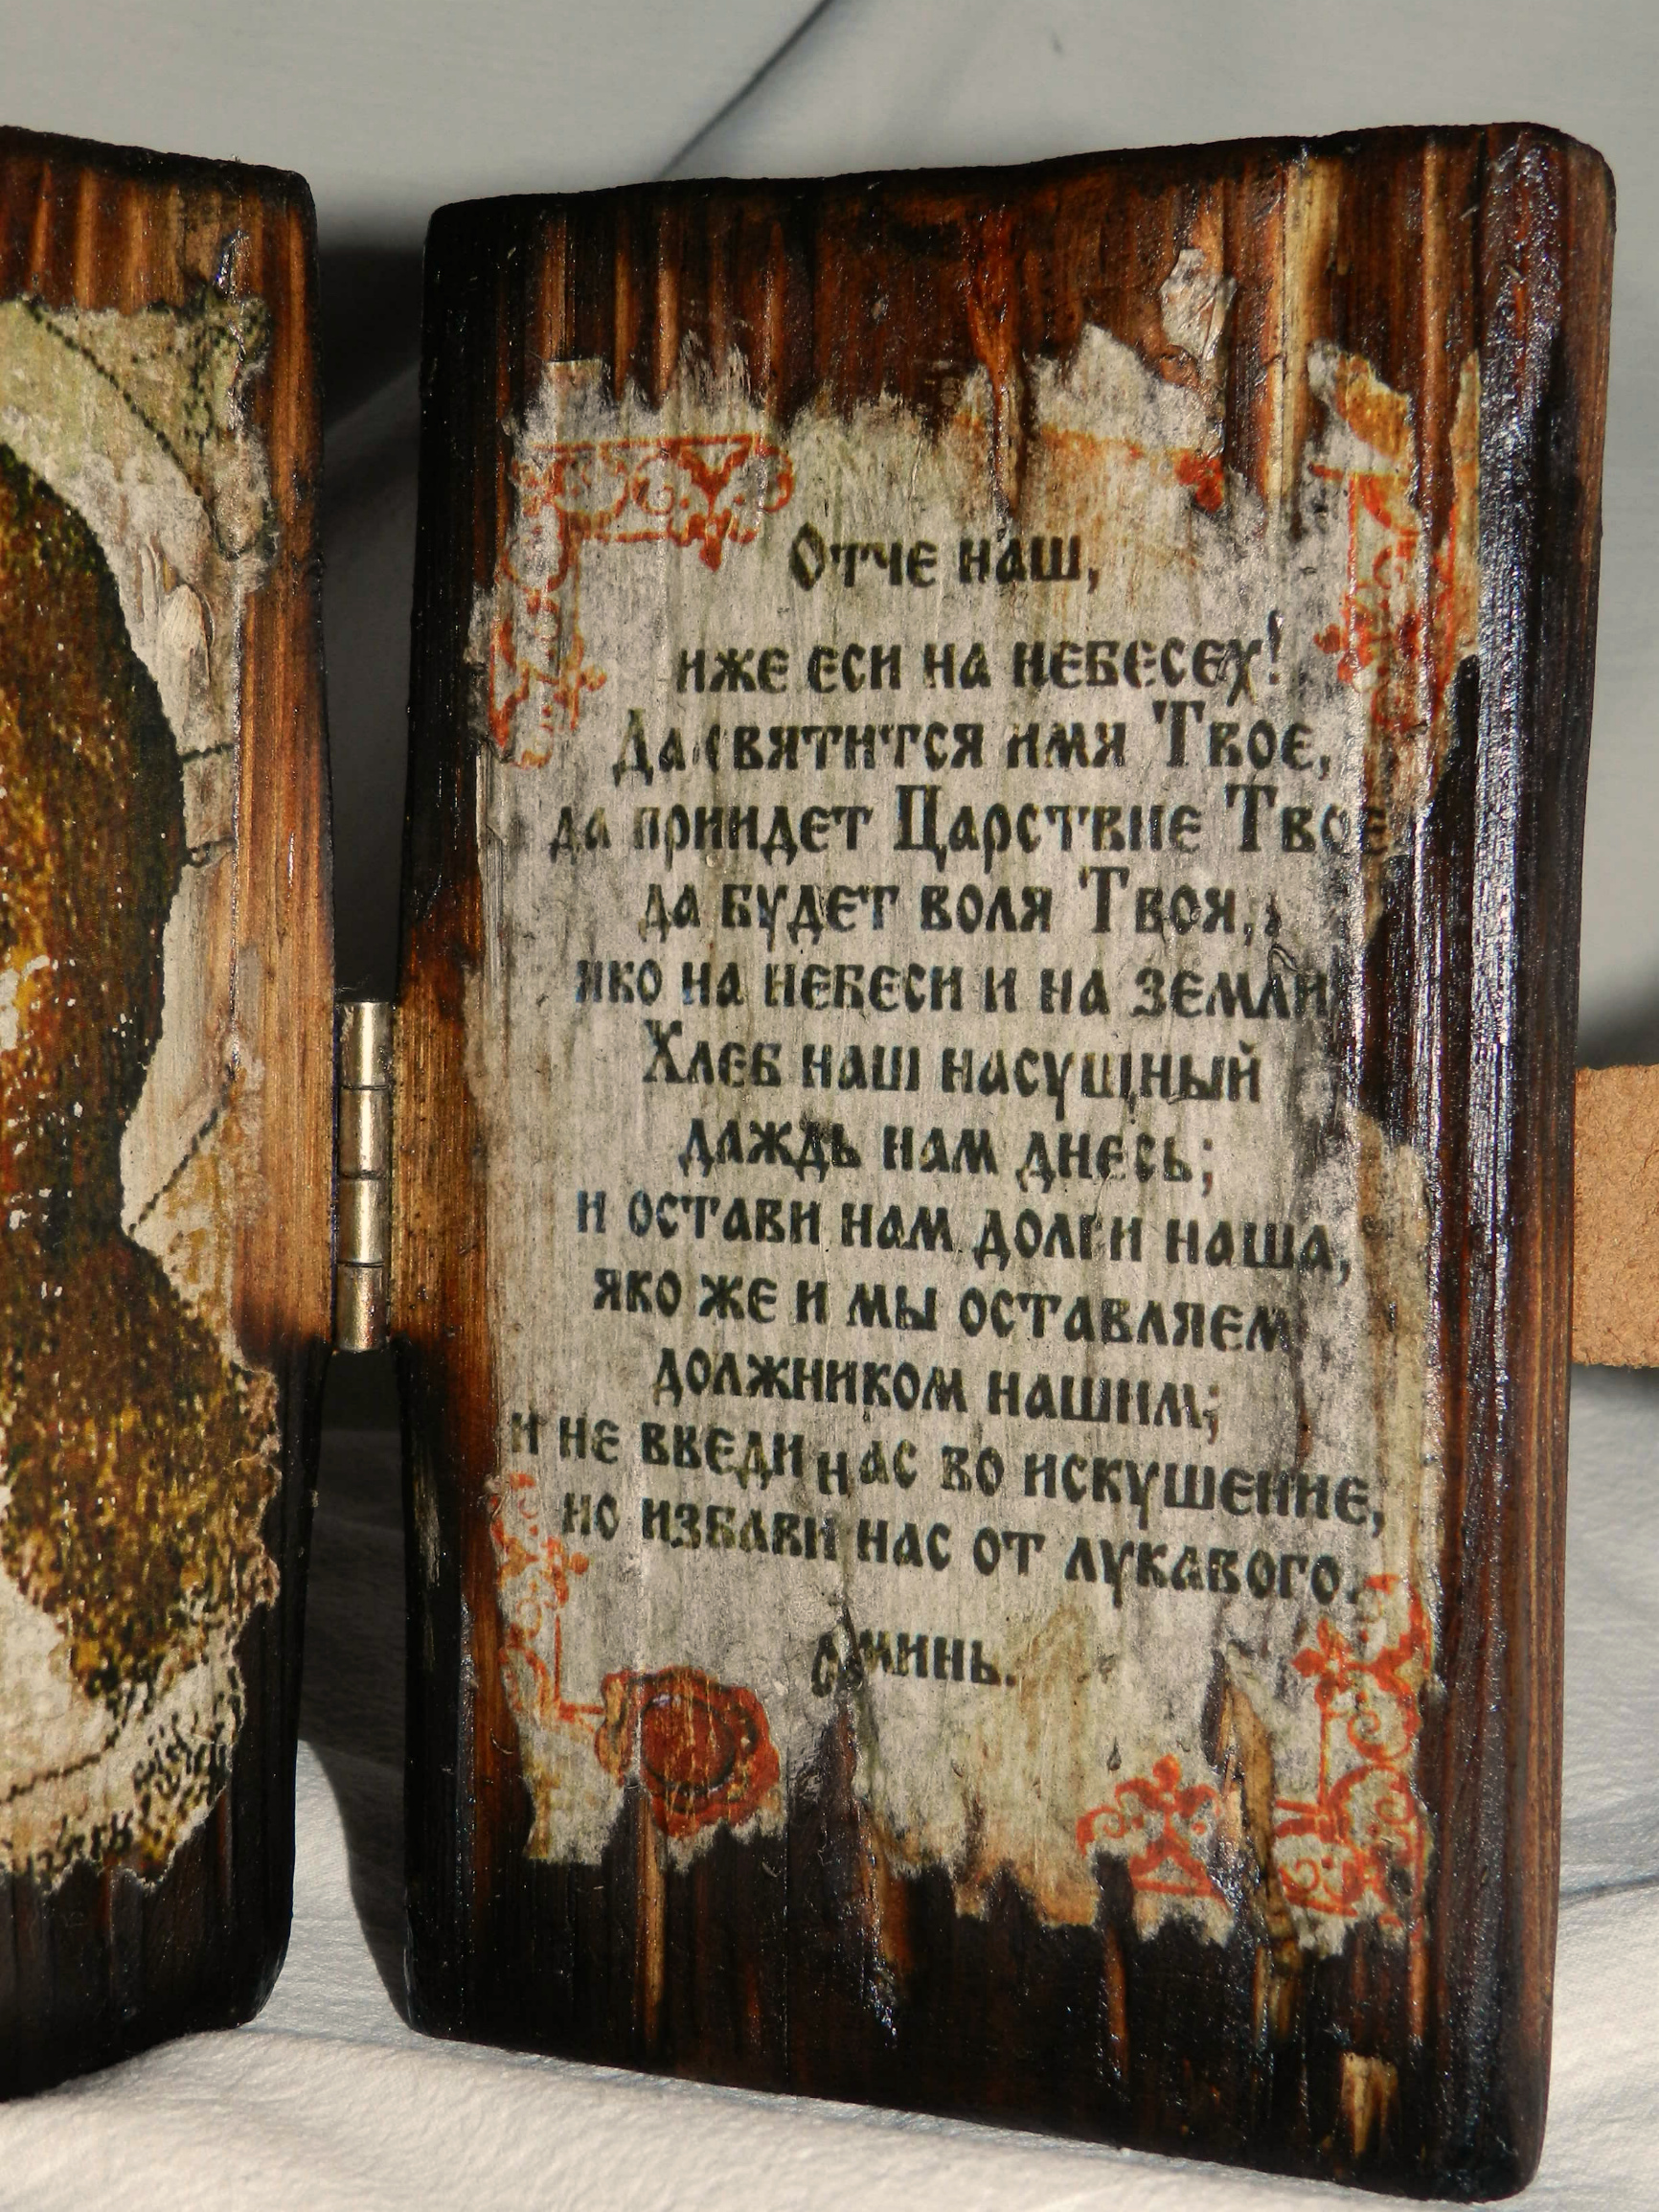 Отче наш,
иже еси на небесех!
Да святится имя Твое,
да приидет Царствие Твое
да будет воля Твоя,
яко на небеси и на земли
Хлеб наш насущный
даждь нам днесь;
и остави нам долги наша,
яко же и мы оставляем
должником нашим;
и не введи нас во искушение,
но избави нас от лукавого.